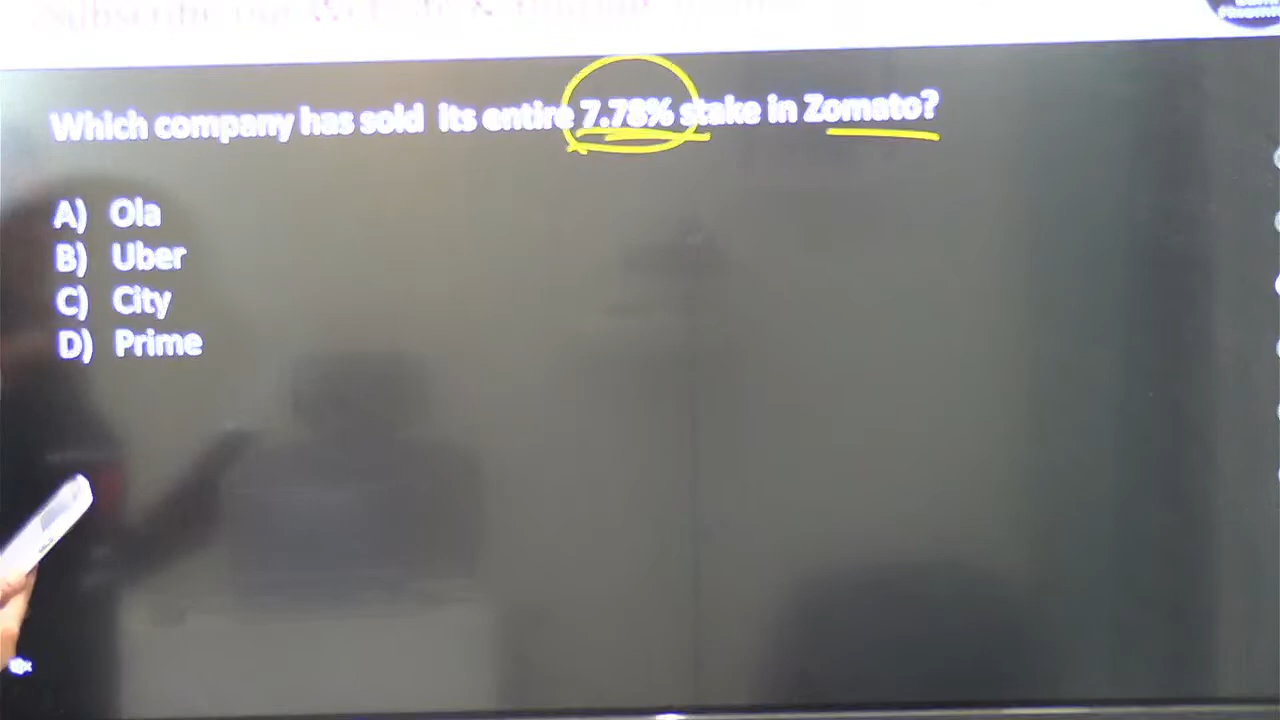 Which company has sold its entire 7.78% stake in Zomato?
A) Ola
B) Uber
C) City
D) Prime